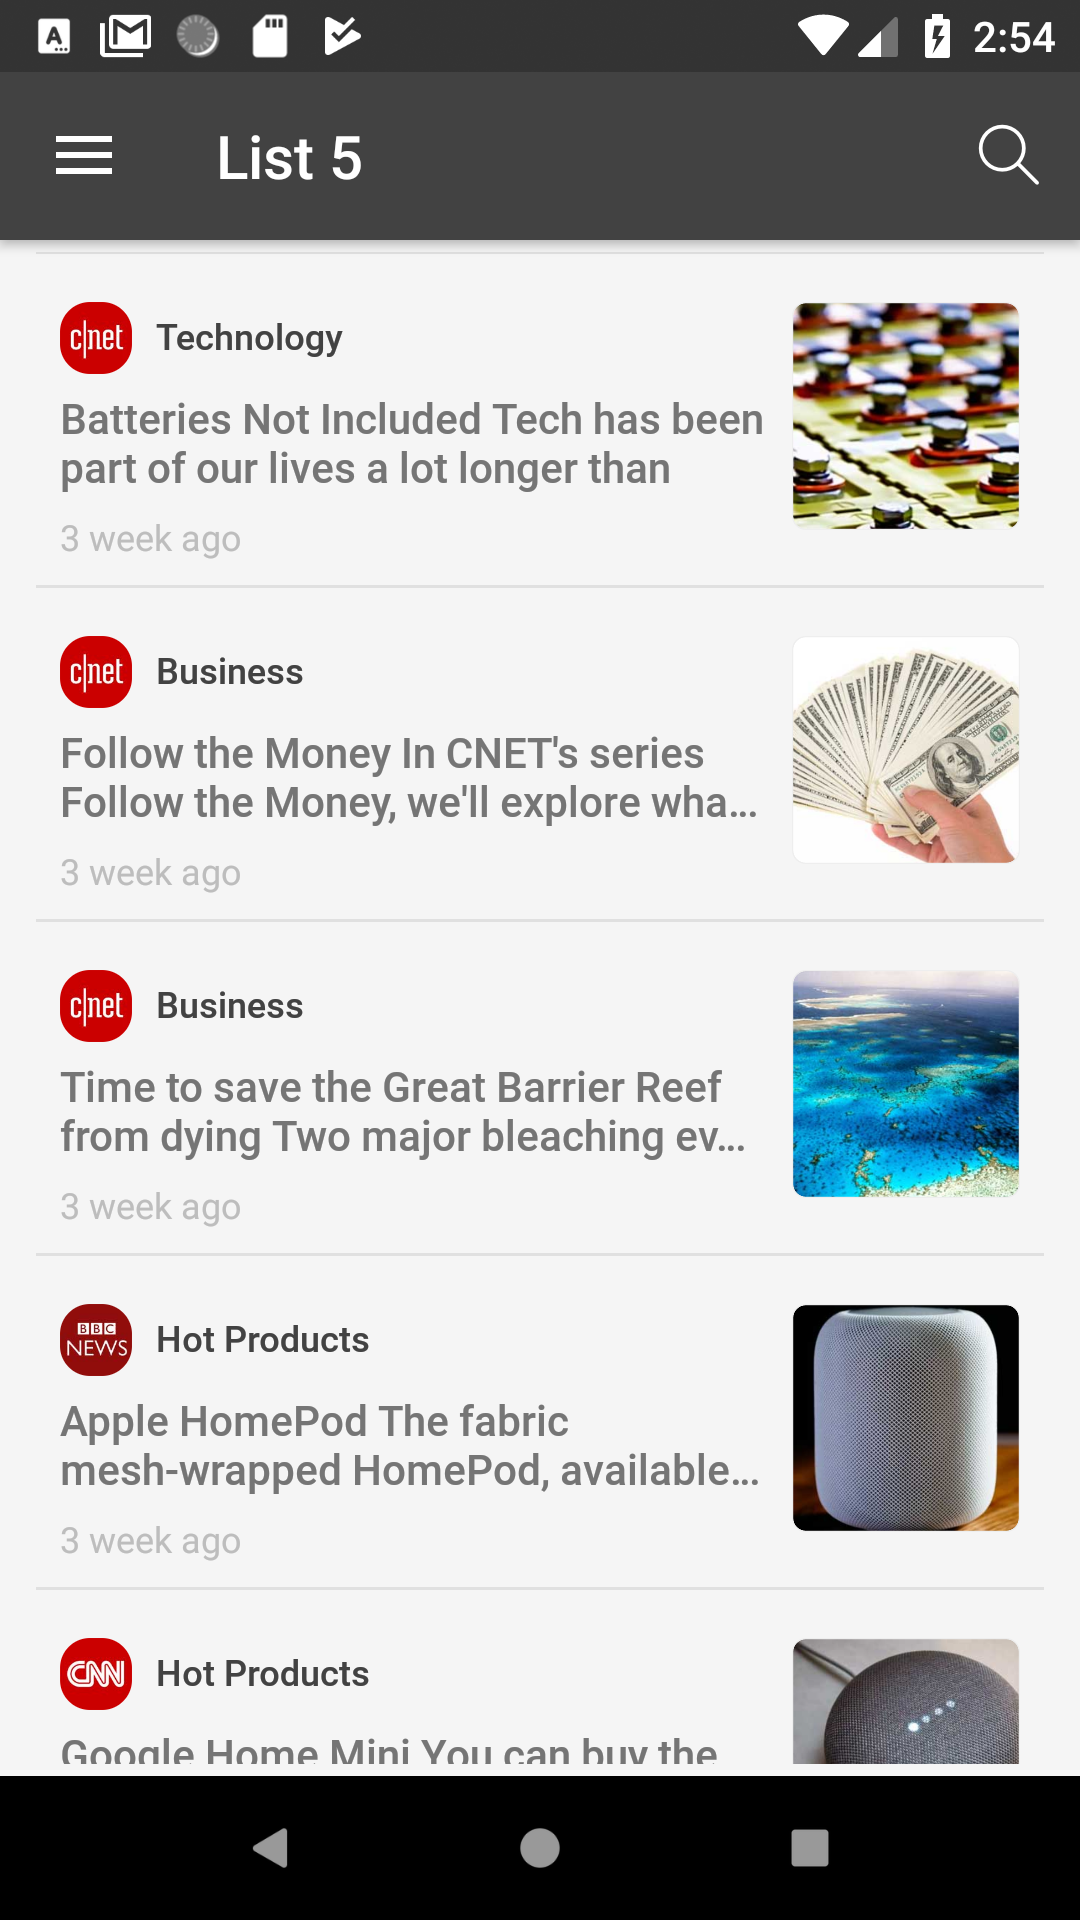 2:54
List 5
c|net Technology
Batteries Not Included Tech has been
part of our lives a lot longer than
3 week ago
c|net Business
Follow the Money In CNET's series
Follow the Money, we'll explore wha...
3 week ago
c|net Business
Time to save the Great Barrier Reef
from dying Two major bleaching ev...
3 week ago
BBC NEWS Hot Products
Apple HomePod The fabric
mesh-wrapped HomePod, available...
3 week ago
CNN Hot Products
Google Home Mini You can buy the